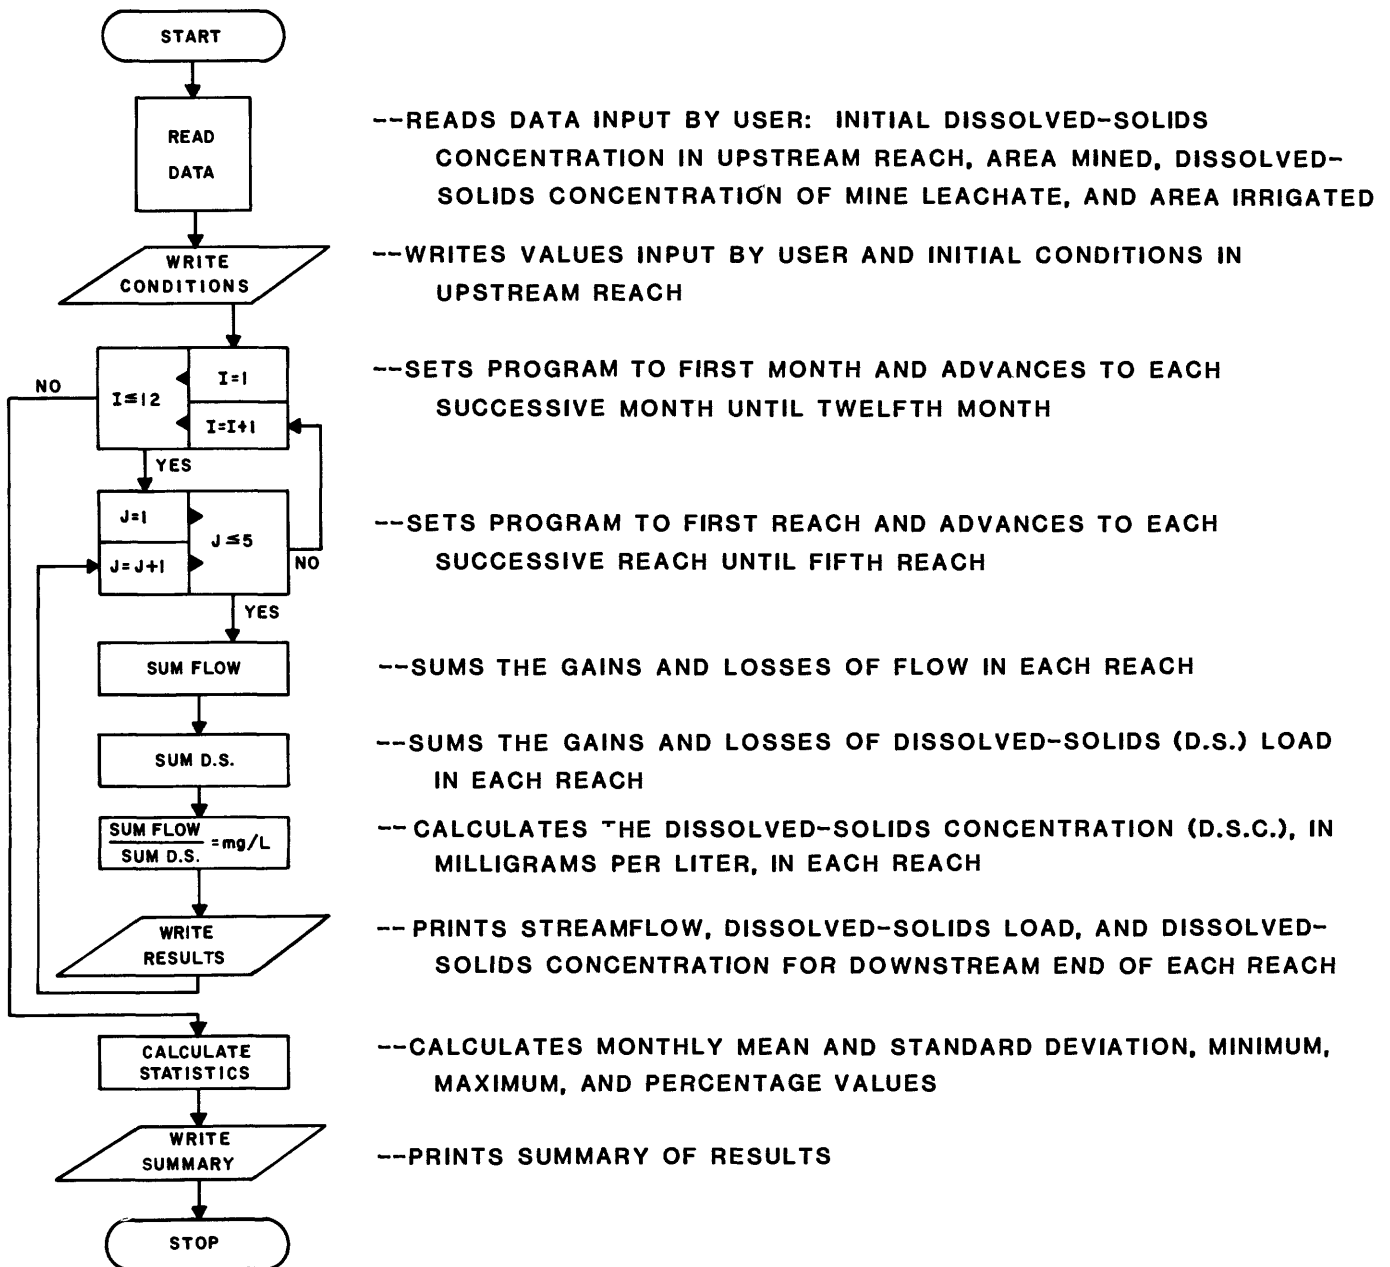 START
READ
DATA
--READS DATA INPUT BY USER: INITIAL DISSOLVED-SOLIDS
CONCENTRATION IN UPSTREAM REACH, AREA MINED, DISSOLVED-
SOLIDS CONCENTRATION OF MINE LEACHATE, AND AREA IRRIGATED
WRITE
CONDITIONS
--WRITES VALUES INPUT BY USER AND INITIAL CONDITIONS IN
UPSTREAM REACH
NO
I≤12
I=1
I=I+1
YES
--SETS PROGRAM TO FIRST MONTH AND ADVANCES TO EACH
SUCCESSIVE MONTH UNTIL TWELFTH MONTH
J=1
J=J+1
J≤5
NO
YES
--SETS PROGRAM TO FIRST REACH AND ADVANCES TO EACH
SUCCESSIVE REACH UNTIL FIFTH REACH
SUM FLOW
--SUMS THE GAINS AND LOSSES OF FLOW IN EACH REACH
SUM D.S.
--SUMS THE GAINS AND LOSSES OF DISSOLVED-SOLIDS (D.S.) LOAD
IN EACH REACH
SUM FLOW
SUM D.S.
=mg/L
--CALCULATES THE DISSOLVED-SOLIDS CONCENTRATION (D.S.C.), IN
MILLIGRAMS PER LITER, IN EACH REACH
WRITE
RESULTS
--PRINTS STREAMFLOW, DISSOLVED-SOLIDS LOAD, AND DISSOLVED-
SOLIDS CONCENTRATION FOR DOWNSTREAM END OF EACH REACH
CALCULATE
STATISTICS
--CALCULATES MONTHLY MEAN AND STANDARD DEVIATION, MINIMUM,
MAXIMUM, AND PERCENTAGE VALUES
WRITE
SUMMARY
--PRINTS SUMMARY OF RESULTS
STOP